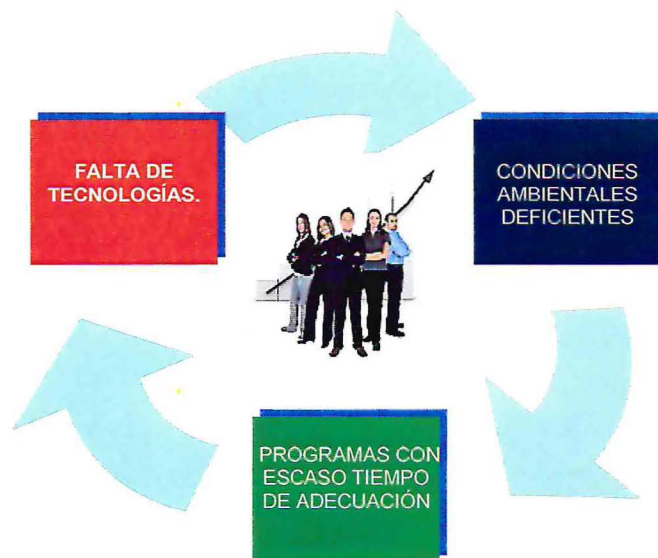 FALTA DE
TECNOLOGÍAS.
CONDICIONES
AMBIENTALES
DEFICIENTES
PROGRAMAS CON
ESCASO TIEMPO
DE ADECUACIÓN